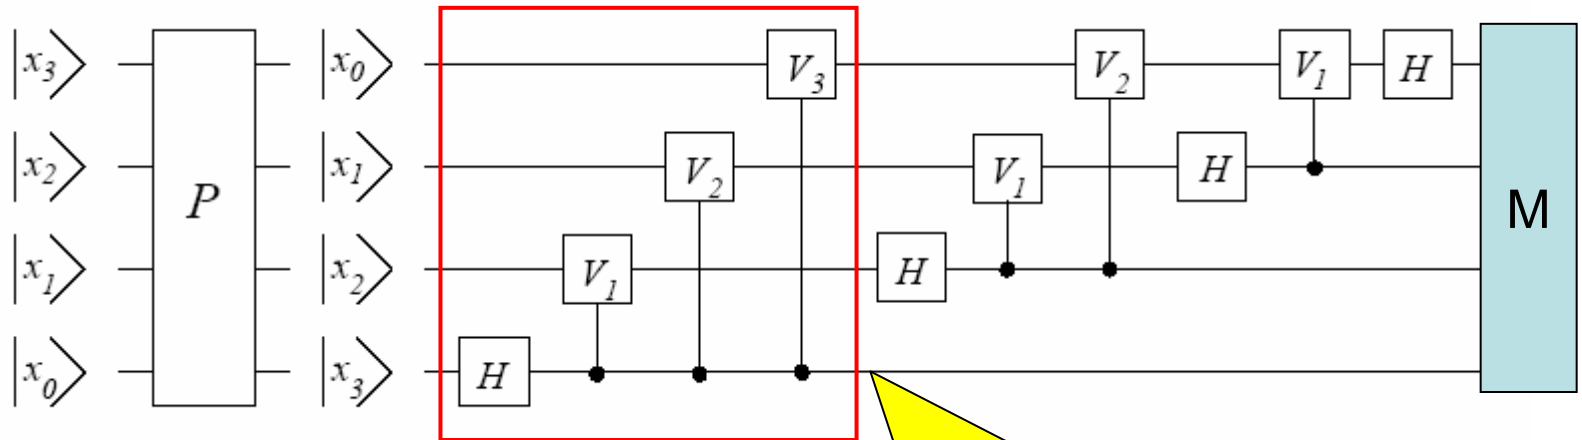 |x₃⟩ |x₀⟩ V₃ V₂ V₁ H
|x₂⟩ P |x₁⟩ V₂ V₁ H M
|x₁⟩ |x₂⟩ V₁ H
|x₀⟩ |x₃⟩ H